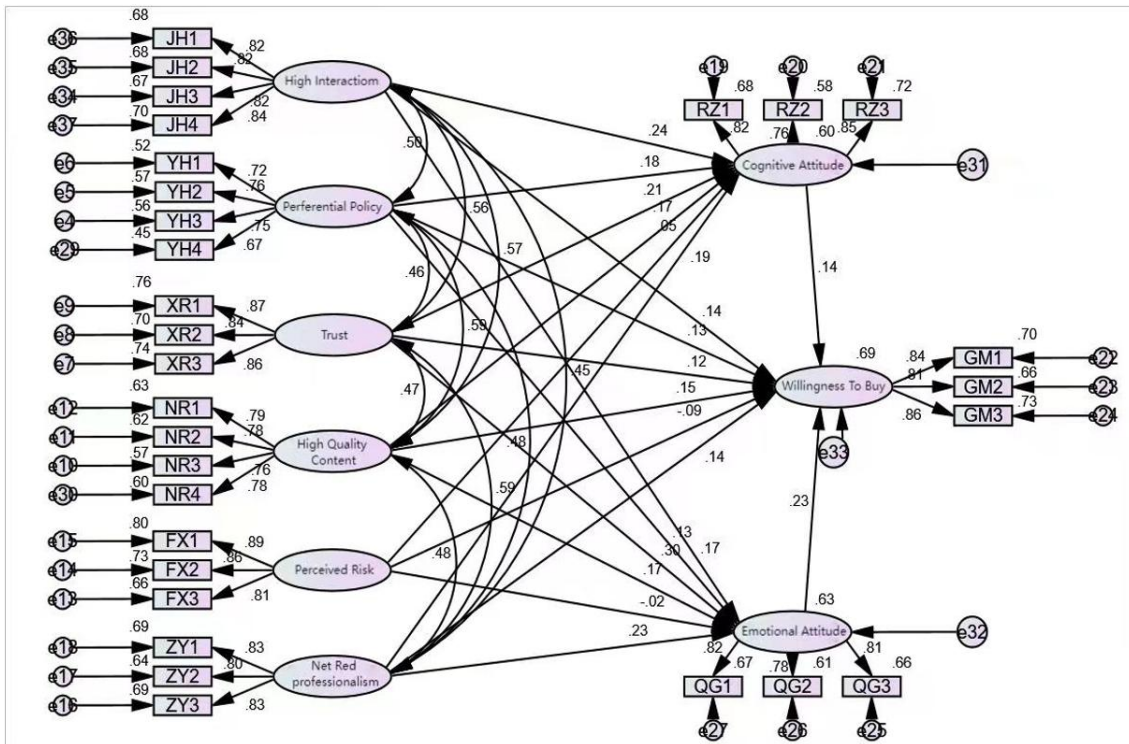 .68
e36
JH1
.82
.68
e35
JH2
.82
.67
e34
JH3
.82
.70
e37
JH4
.84
High Interactiom
.52
e6
YH1
.72
.57
e5
YH2
.76
.56
e4
YH3
.75
.45
e29
YH4
.67
Perferential Policy
.76
e9
XR1
.87
.70
e8
XR2
.84
.74
e7
XR3
.86
Trust
.63
e12
NR1
.79
.62
e11
NR2
.78
.57
e10
NR3
.76
.60
e30
NR4
.78
High Quality
Content
.80
e15
FX1
.89
.73
e14
FX2
.86
.66
e13
FX3
.81
Perceived Risk
.69
e18
ZY1
.83
.64
e17
ZY2
.80
.69
e16
ZY3
.83
Net Red
professionalism
.50
.56
.57
.46
.59
.45
.47
.48
.59
.48
.24
.18
.21
.17
.05
.19
.14
.13
.12
.15
-.09
.14
.13
.17
.30
.17
-.02
.23
e19
e20
e21
.68
.58
.72
RZ1
RZ2
RZ3
.82
.76
.60
.85
Cognitive Attitude
e31
.14
.69
Willingness To Buy
e33
.84
GM1
.70
e22
.81
GM2
.66
e23
.86
GM3
.73
e24
.23
.63
Emotional Attitude
e32
.82
.67
.78
.61
.81
.66
QG1
QG2
QG3
e27
e26
e25